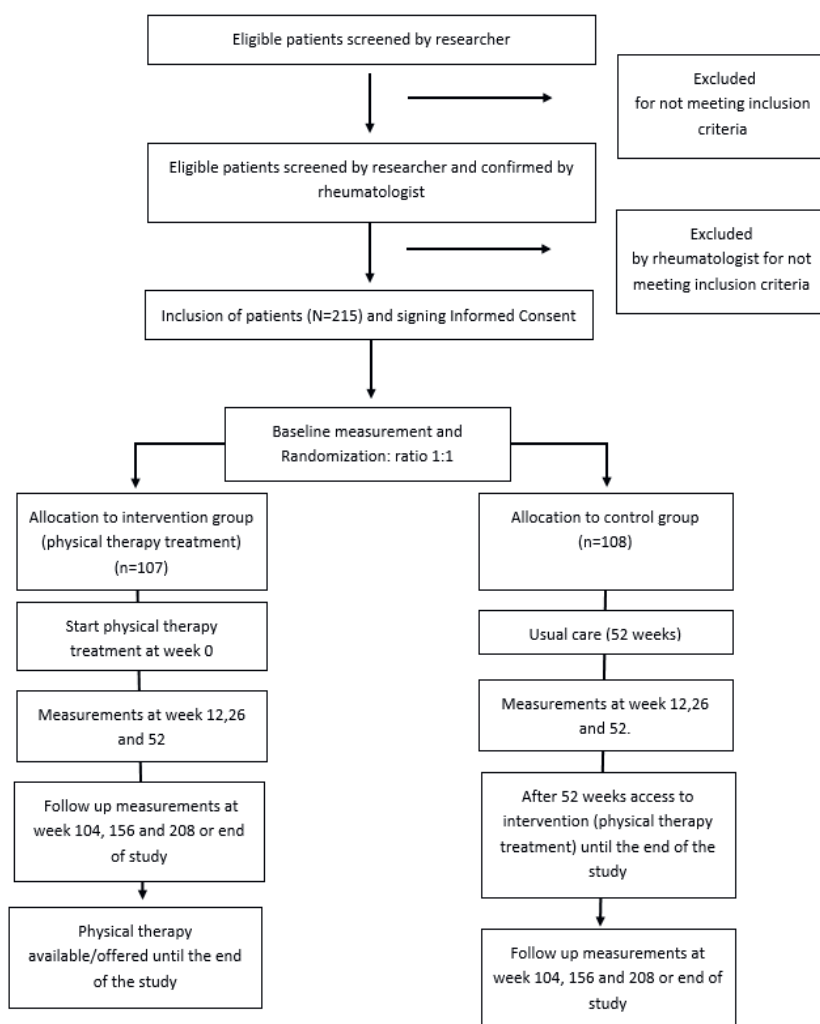 Eligible patients screened by researcher
Excluded
for not meeting inclusion
criteria
Eligible patients screened by researcher and confirmed by
rheumatologist
Excluded
by rheumatologist for not
meeting inclusion criteria
Inclusion of patients (N=215) and signing Informed Consent
Baseline measurement and
Randomization: ratio 1:1
Allocation to intervention group
(physical therapy treatment)
(n=107)
Start physical therapy
treatment at week 0
Measurements at week 12,26
and 52
Follow up measurements at
week 104, 156 and 208 or end
of study
Physical therapy
available/offered until the end
of the study
Allocation to control group
(n=108)
Usual care (52 weeks)
Measurements at week 12,26
and 52.
After 52 weeks access to
intervention (physical therapy
treatment) until the end of the
study
Follow up measurements at
week 104, 156 and 208 or end of
study